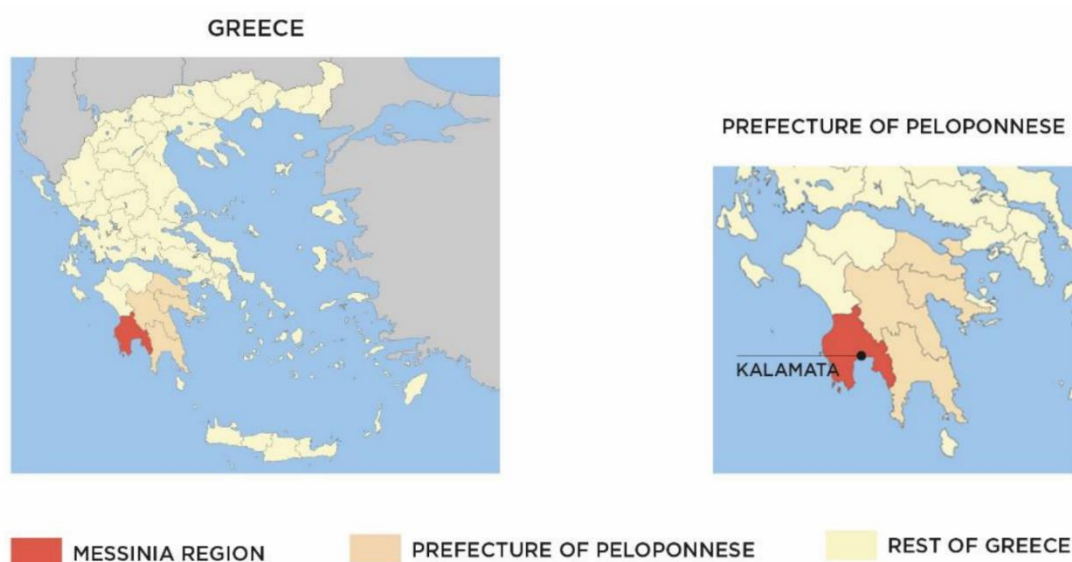 GREECE
PREFECTURE OF PELOPONNESE
KALAMATA
MESSINIA REGION
PREFECTURE OF PELOPONNESE
REST OF GREECE